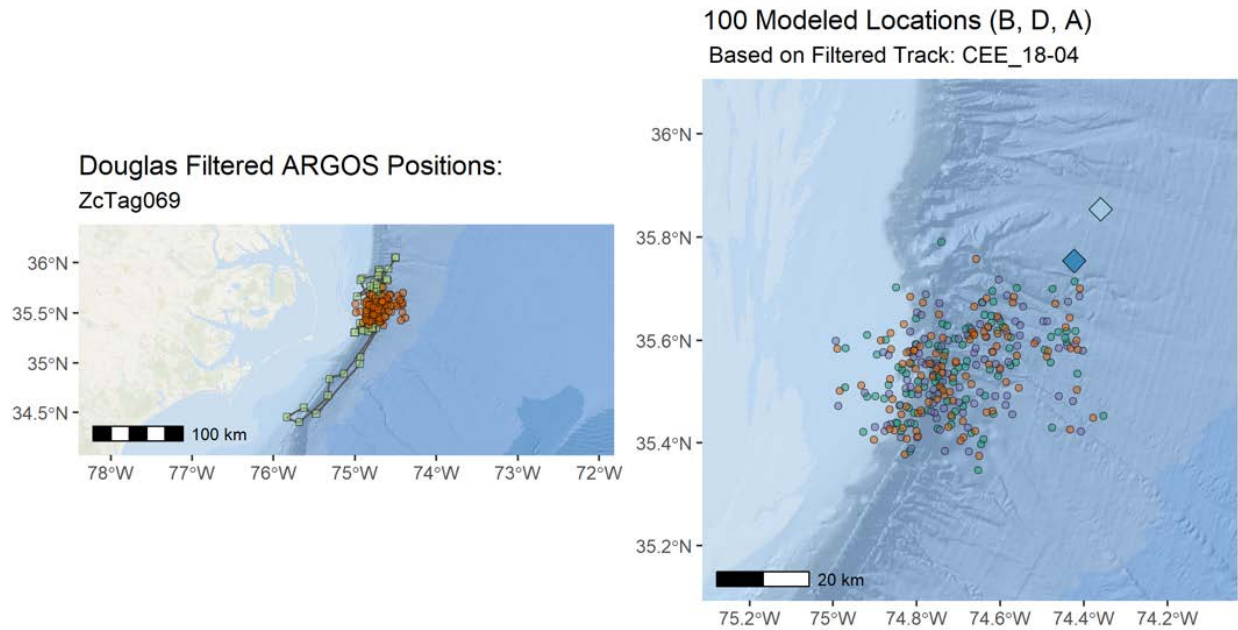 Douglas Filtered ARGOS Positions:
ZcTag069
36°N
35.5°N
35°N
34.5°N
100 km
78°W 77°W 76°W 75°W 74°W 73°W 72°W
100 Modeled Locations (B, D, A)
Based on Filtered Track: CEE_18-04
36°N
35.8°N
35.6°N
35.4°N
35.2°N
20 km
75.2°W 75°W 74.8°W 74.6°W 74.4°W 74.2°W